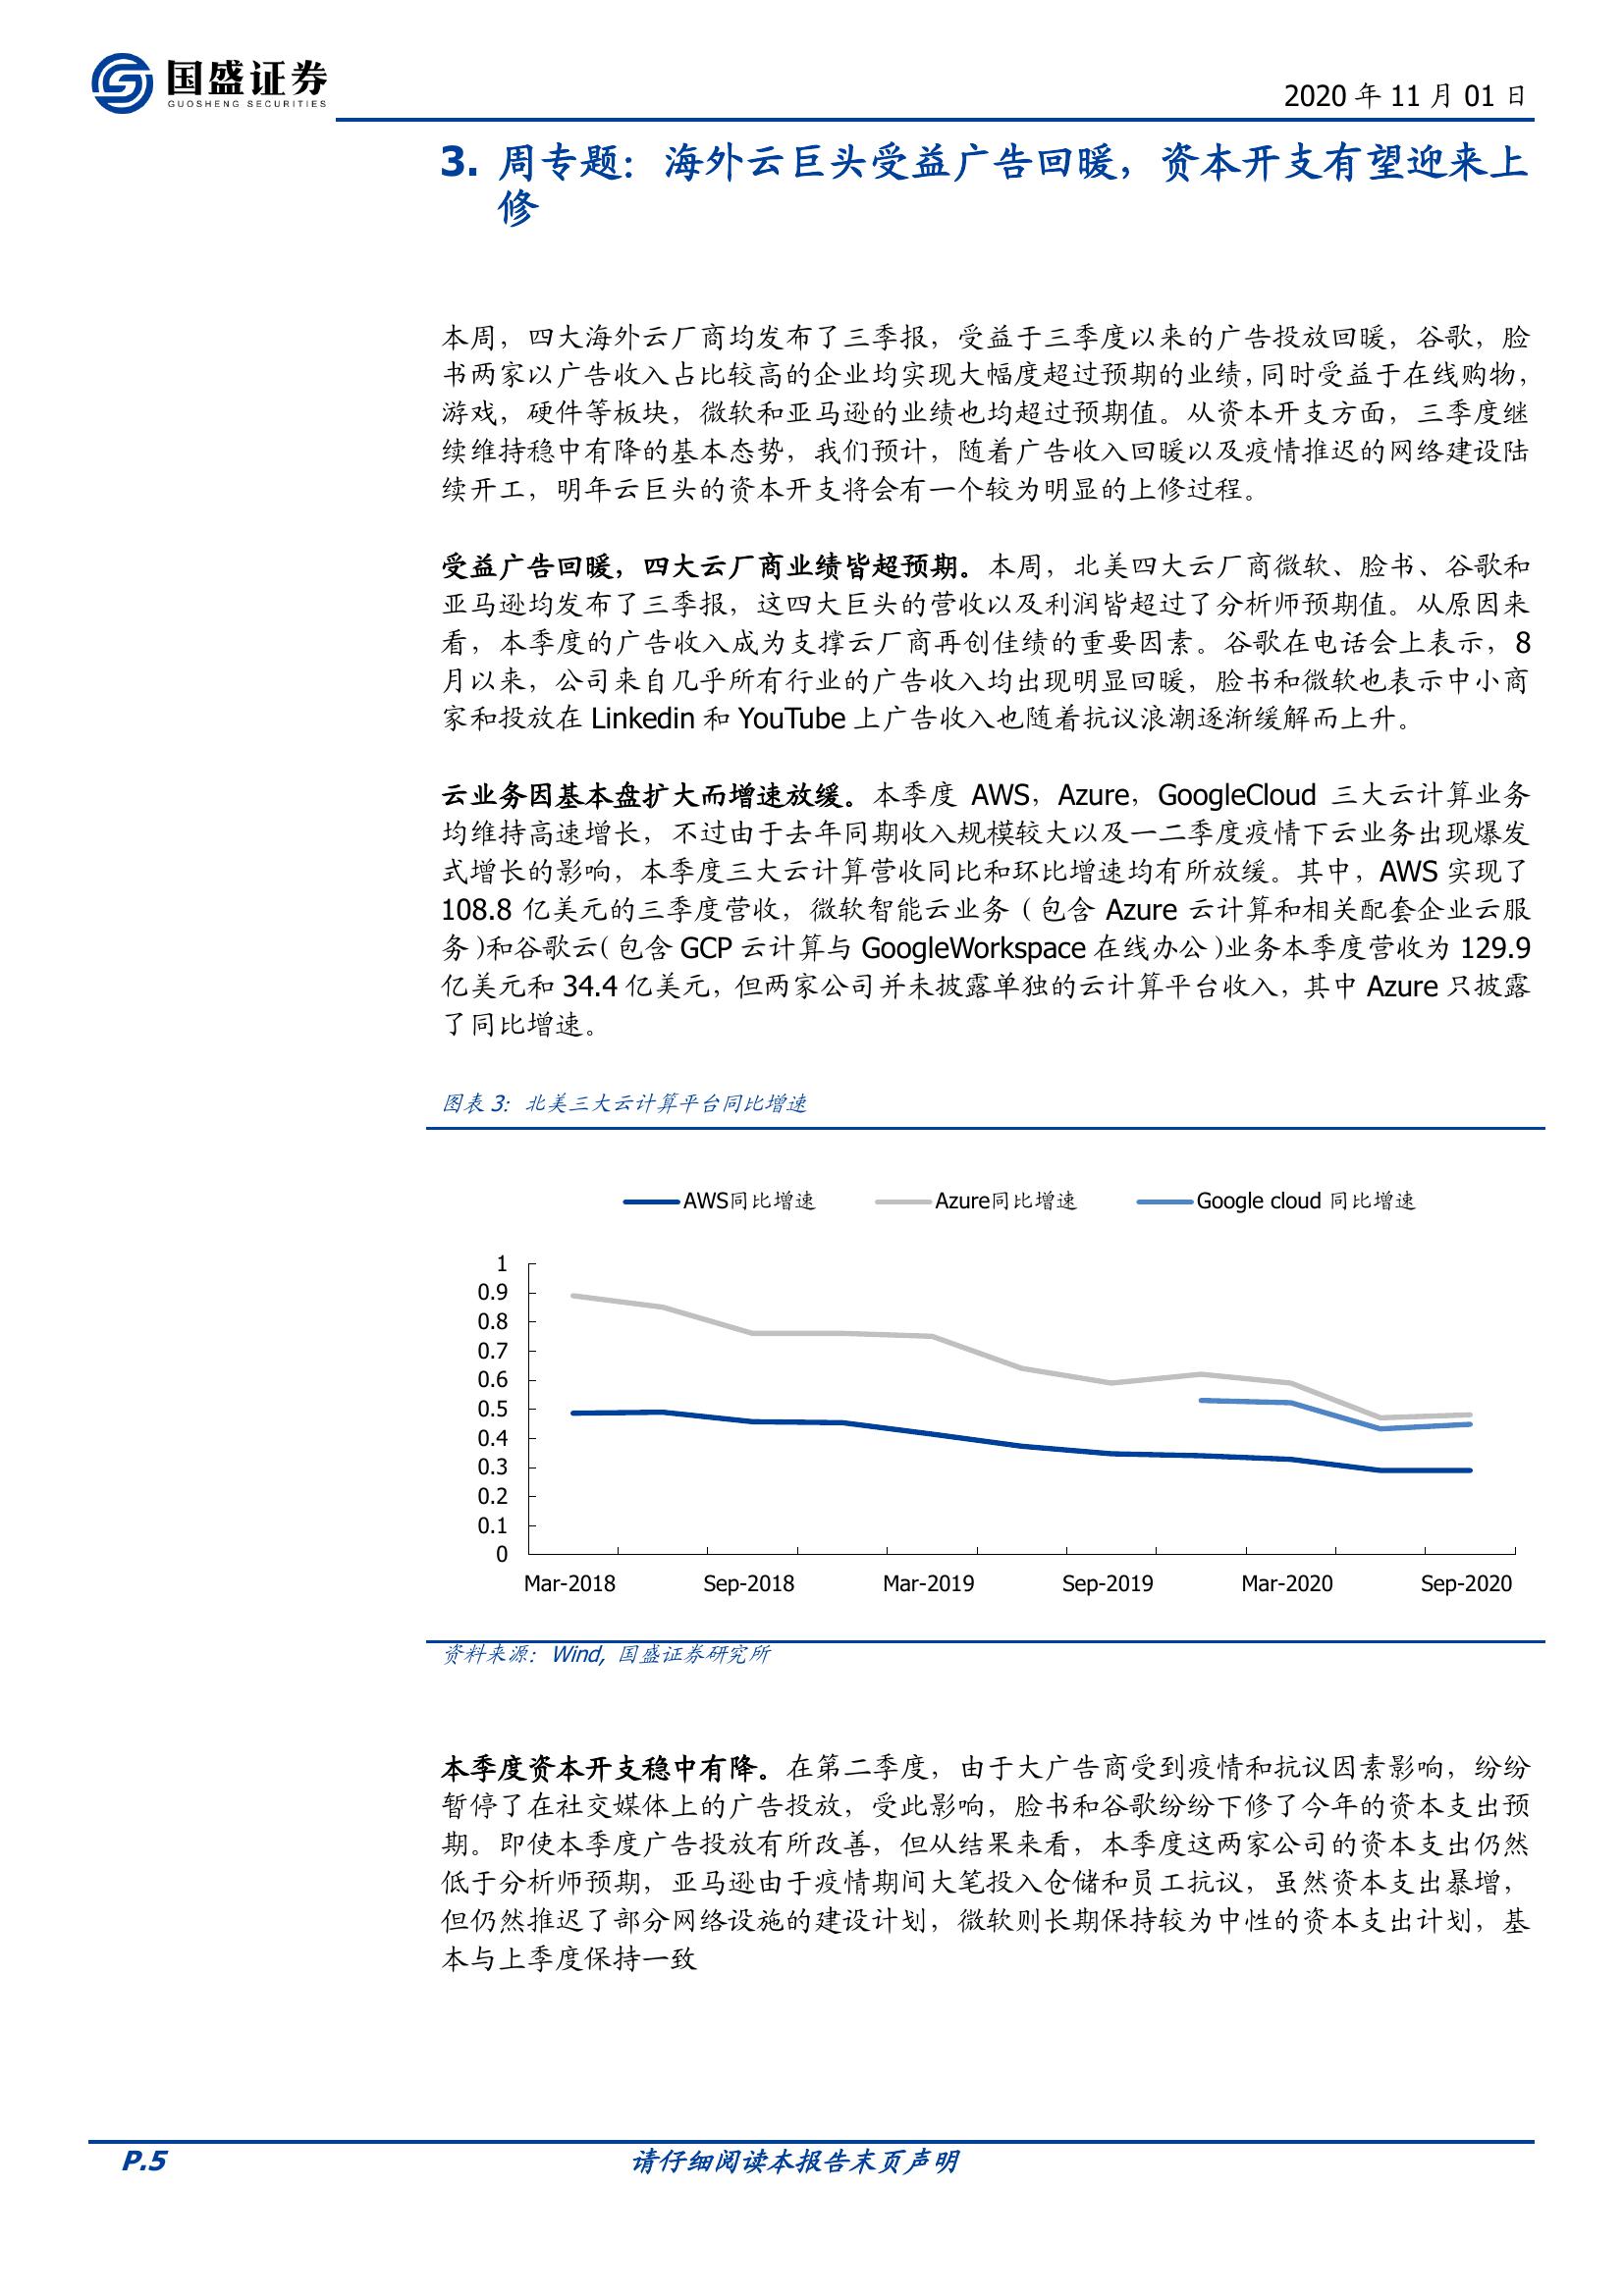 国盛证券
GUOSHENG SECURITIES
2020 年 11 月 01 日
3. 周专题：海外云巨头受益广告回暖，资本开支有望迎来上
修
本周，四大海外云厂商均发布了三季报，受益于三季度以来的广告投放回暖，谷歌，脸
书两家以广告收入占比较高的企业均实现大幅度超过预期的业绩，同时受益于在线购物，
游戏，硬件等板块，微软和亚马逊的业绩也均超过预期值。从资本开支方面，三季度继
续维持稳中有降的基本态势，我们预计，随着广告收入回暖以及疫情推迟的网络建设陆
续开工，明年云巨头的资本开支将会有一个较为明显的上修过程。
受益广告回暖，四大云厂商业绩皆超预期。本周，北美四大云厂商微软、脸书、谷歌和
亚马逊均发布了三季报，这四大巨头的营收以及利润皆超过了分析师预期值。从原因来
看，本季度的广告收入成为支撑云厂商再创佳绩的重要因素。谷歌在电话会上表示，8
月以来，公司来自几乎所有行业的广告收入均出现明显回暖，脸书和微软也表示中小商
家和投放在 Linkedin 和 YouTube 上广告收入也随着抗议浪潮逐渐缓解而上升。
云业务因基本盘扩大而增速放缓。本季度 AWS，Azure，GoogleCloud 三大云计算业务
均维持高速增长，不过由于去年同期收入规模较大以及一二季度疫情下云业务出现爆发
式增长的影响，本季度三大云计算营收同比和环比增速均有所放缓。其中，AWS 实现了
108.8 亿美元的三季度营收，微软智能云业务（包含 Azure 云计算和相关配套企业云服
务）和谷歌云（包含 GCP 云计算与 GoogleWorkspace 在线办公）业务本季度营收为 129.9
亿美元和 34.4 亿美元，但两家公司并未披露单独的云计算平台收入，其中 Azure 只披露
了同比增速。
图表 3：北美三大云计算平台同比增速
AWS同比增速 Azure同比增速 Google cloud 同比增速
1
0.9
0.8
0.7
0.6
0.5
0.4
0.3
0.2
0.1
0
Mar-2018 Sep-2018 Mar-2019 Sep-2019 Mar-2020 Sep-2020
资料来源：Wind, 国盛证券研究所
本季度资本开支稳中有降。在第二季度，由于大广告商受到疫情和抗议因素影响，纷纷
暂停了在社交媒体上的广告投放，受此影响，脸书和谷歌纷纷下修了今年的资本支出预
期。即使本季度广告投放有所改善，但从结果来看，本季度这两家公司的资本支出仍然
低于分析师预期，亚马逊由于疫情期间大笔投入仓储和员工抗议，虽然资本支出暴增，
但仍然推迟了部分网络设施的建设计划，微软则长期保持较为中性的资本支出计划，基
本与上季度保持一致
P.5 请仔细阅读本报告末页声明